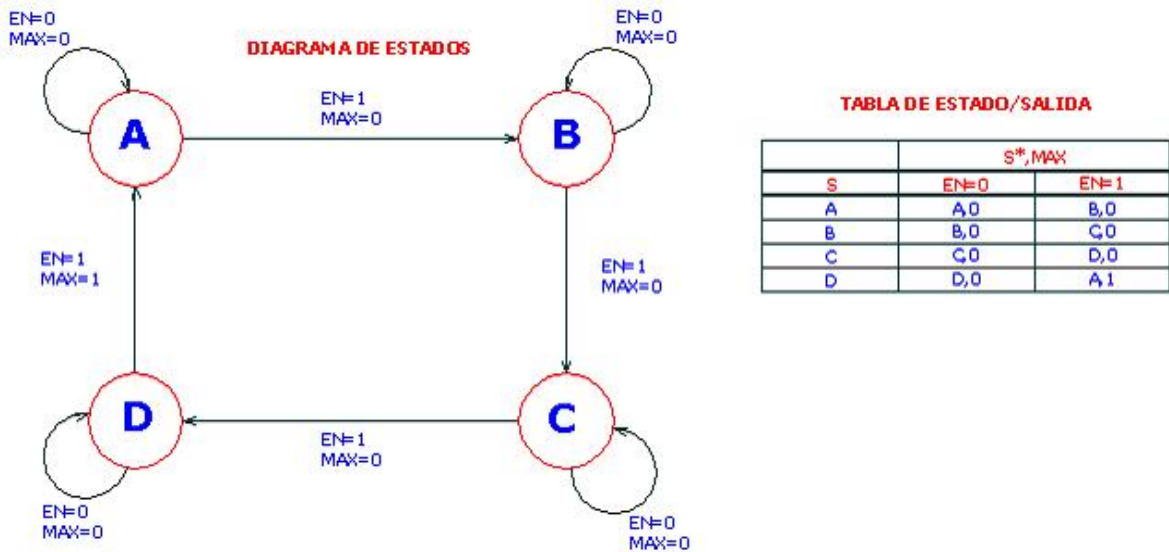 EN=0
MAX=0
DIAGRAMA DE ESTADOS
EN=0
MAX=0
A
EN=1
MAX=0
B
EN=1
MAX=1
EN=1
MAX=0
D
EN=1
MAX=0
C
EN=0
MAX=0
EN=0
MAX=0
TABLA DE ESTADO/SALIDA
S*,MAX
S EN=0 EN=1
A A,0 B,0
B B,0 C,0
C C,0 D,0
D D,0 A,1